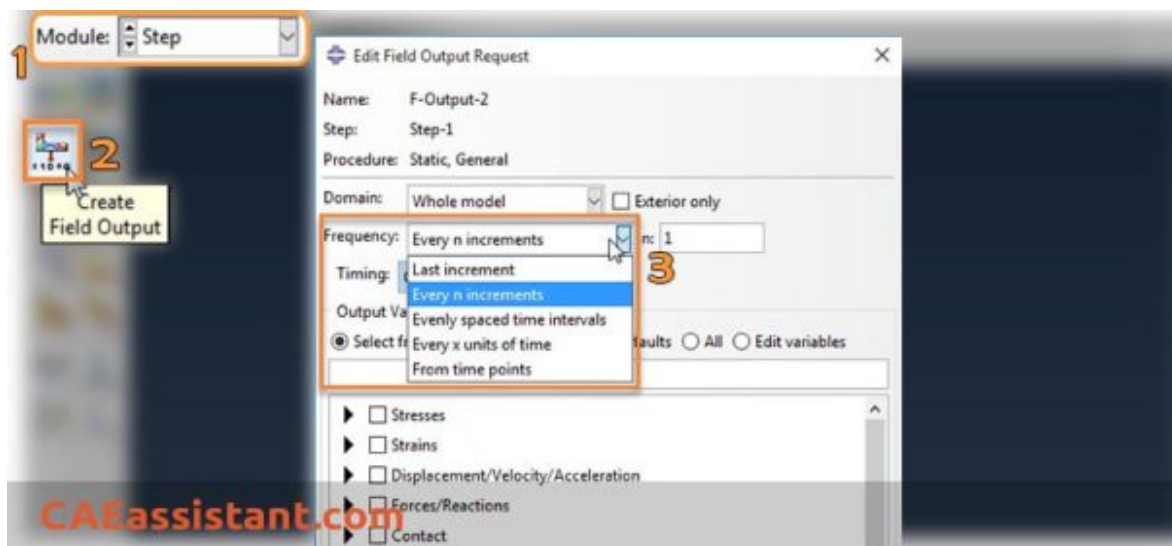 Module: Step
1
2
Create
Field Output
Edit Field Output Request
Name: F-Output-2
Step: Step-1
Procedure: Static, General
Domain: Whole model Exterior only
Frequency: Every n increments n: 1
3
Timing:
Last increment
Every n increments
Output Va
Evenly spaced time intervals
Select fr
Every x units of time
faults All Edit variables
From time points
Stresses
Strains
Displacement/Velocity/Acceleration
Forces/Reactions
Contact
CAEassistant.com